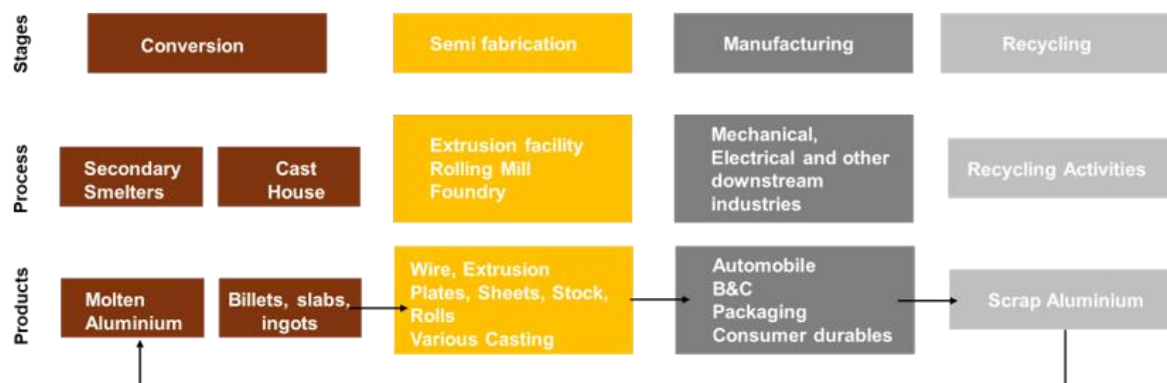 Stages
Conversion
Semi fabrication
Manufacturing
Recycling
Process
Secondary
Smelters
Cast
House
Extrusion facility
Rolling Mill
Foundry
Mechanical,
Electrical and other
downstream
industries
Recycling Activities
Products
Molten
Aluminium
Billets, slabs,
ingots
Wire, Extrusion
Plates, Sheets, Stock,
Rolls
Various Casting
Automobile
B&C
Packaging
Consumer durables
Scrap Aluminium